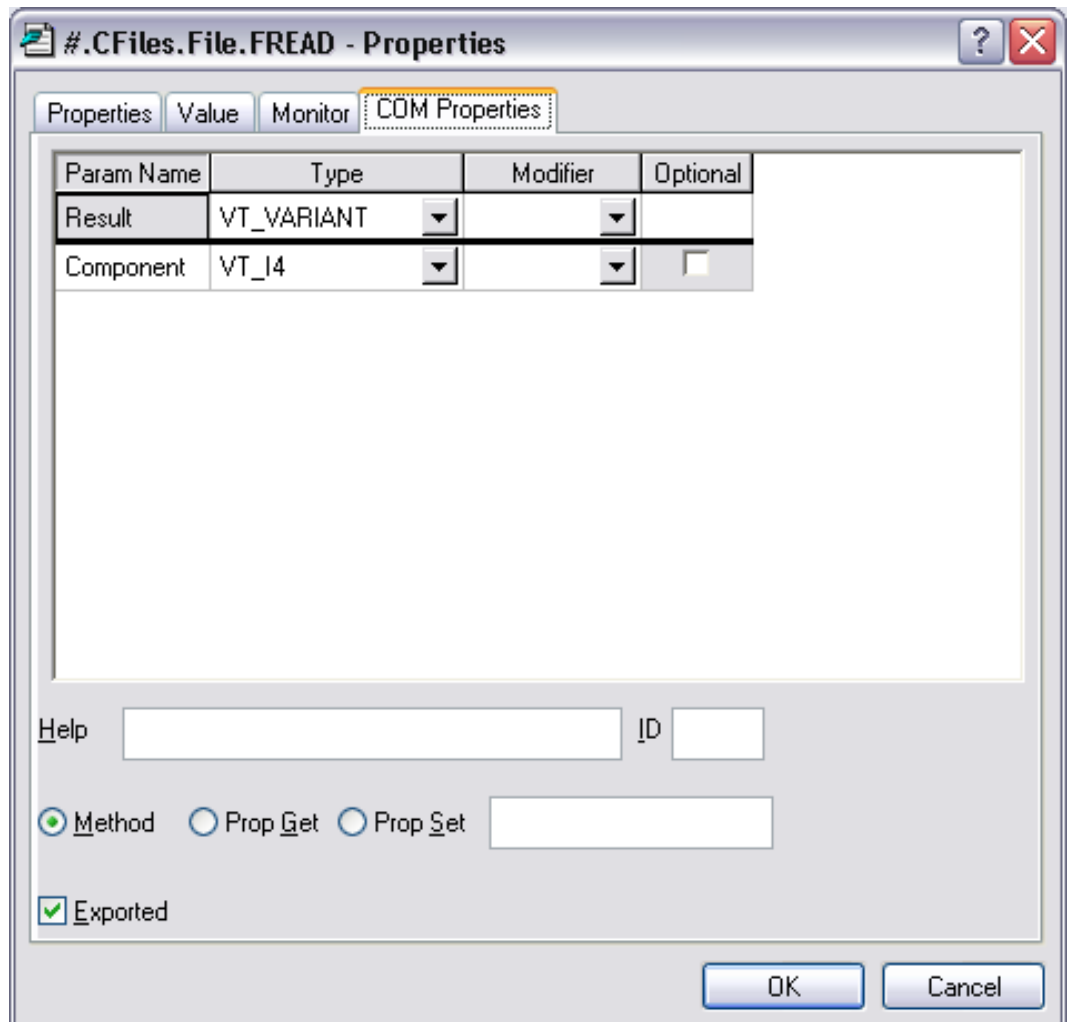 #.CFiles.File.FREAD - Properties
Properties Value Monitor COM Properties
Param Name Type Modifier Optional
Result VT_VARIANT
Component VT_I4
Help ID
Method Prop Get Prop Set
Exported
OK Cancel